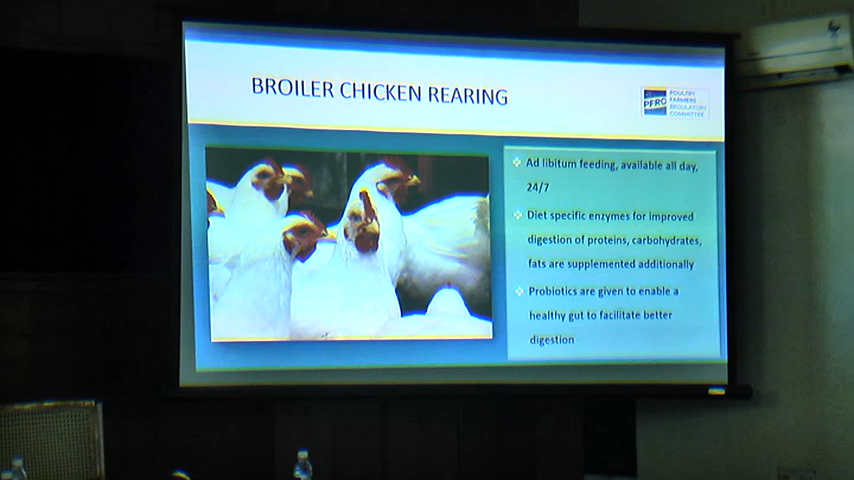 BROILER CHICKEN REARING
PFRC
POULTRY
FARMERS
REGULATORY
COMMITTEE
Ad libitum feeding, available all day,
24/7
Diet specific enzymes for improved
digestion of proteins, carbohydrates,
fats are supplemented additionally
Probiotics are given to enable a
healthy gut to facilitate better
digestion